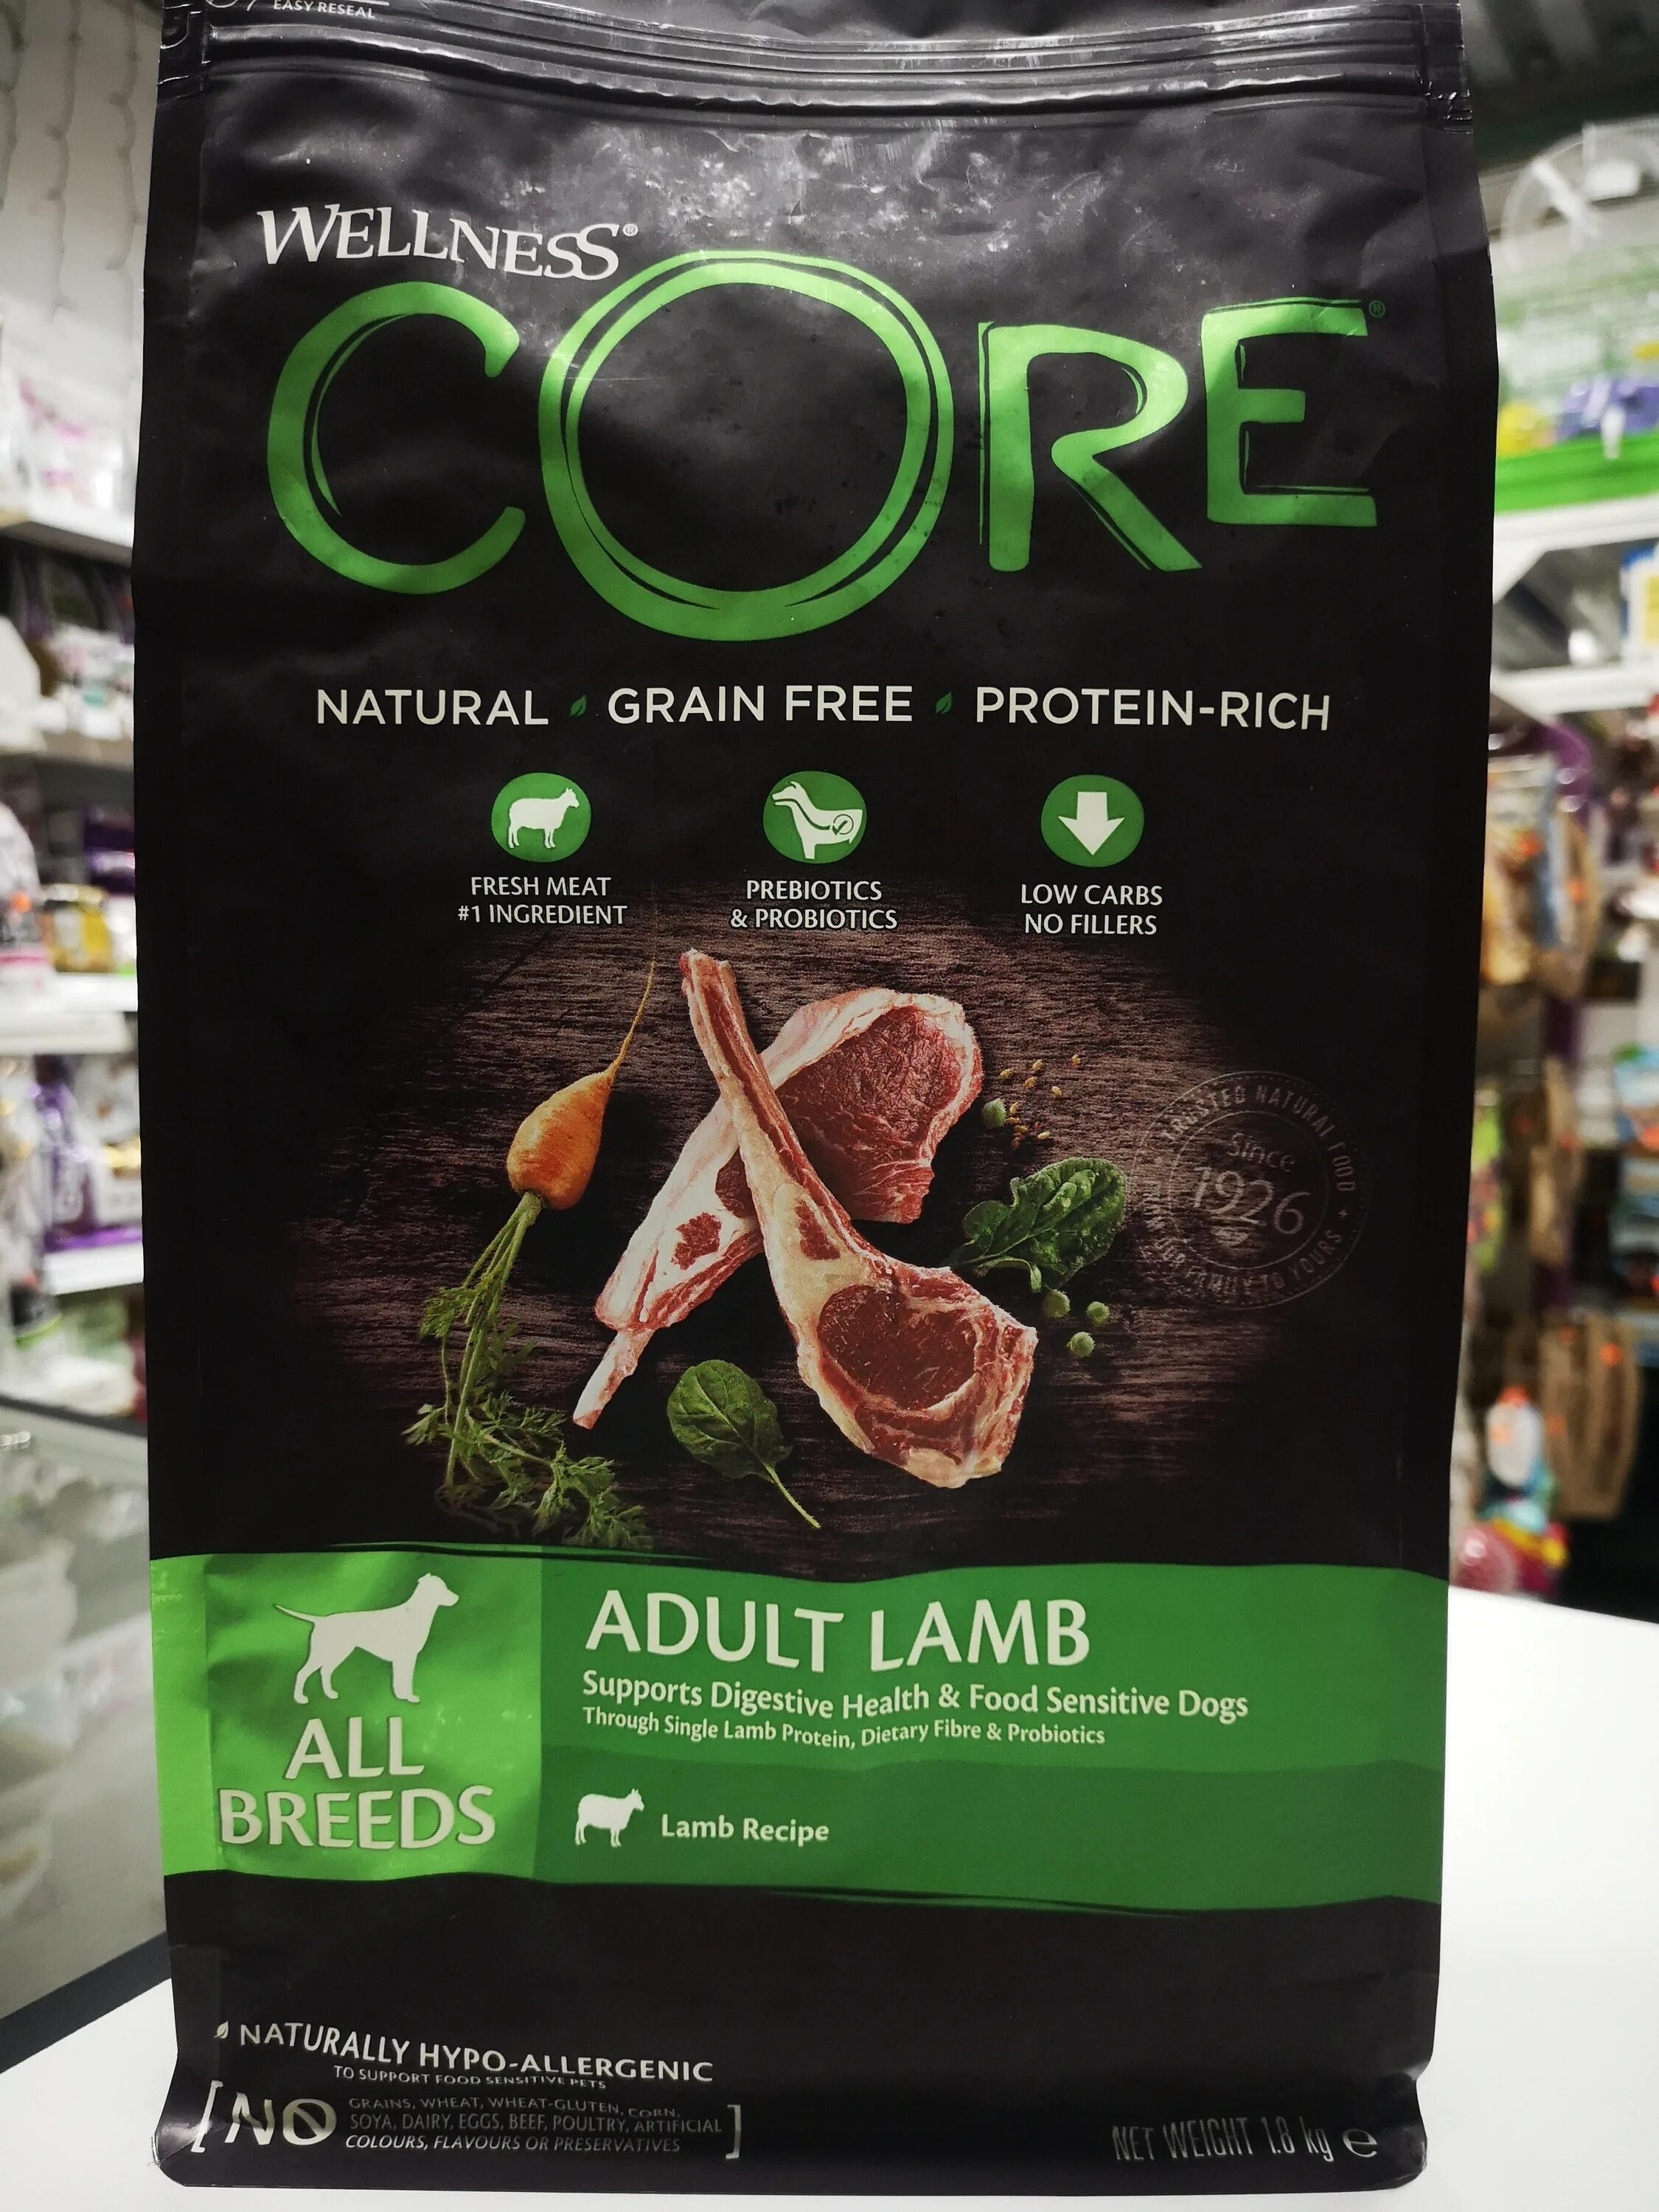 EASY RESEAL
WELLNESS®
CORE®
NATURAL GRAIN FREE PROTEIN-RICH
FRESH MEAT
#1 INGREDIENT
PREBIOTICS
& PROBIOTICS
LOW CARBS
NO FILLERS
TRUSTED NATURAL FOOD
Since
1926
FROM OUR FAMILY TO YOURS
ADULT LAMB
Supports Digestive Health & Food Sensitive Dogs
Through Single Lamb Protein, Dietary Fibre & Probiotics
ALL
BREEDS
Lamb Recipe
NATURALLY HYPO-ALLERGENIC
TO SUPPORT FOOD SENSITIVE PETS
[NO GRAINS, WHEAT, WHEAT-GLUTEN, CORN,
SOYA, DAIRY, EGGS, BEEF, POULTRY, ARTIFICIAL
COLOURS, FLAVOURS OR PRESERVATIVES]
NET WEIGHT 1.8 kg e